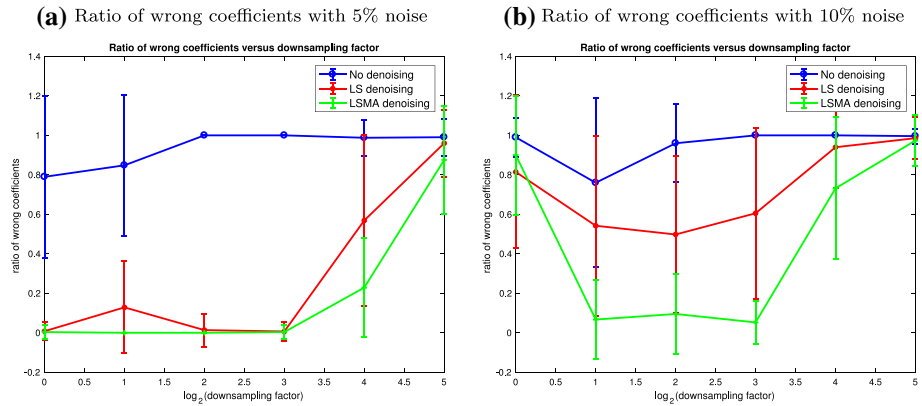 (a) Ratio of wrong coefficients with 5% noise
Ratio of wrong coefficients versus downsampling factor
No denoising
LS denoising
LSMA denoising
ratio of wrong coefficients
1.4
1.2
1
0.8
0.6
0.4
0.2
0
-0.2
0 0.5 1 1.5 2 2.5 3 3.5 4 4.5 5
log2(downsampling factor)
(b) Ratio of wrong coefficients with 10% noise
Ratio of wrong coefficients versus downsampling factor
No denoising
LS denoising
LSMA denoising
ratio of wrong coefficients
1.4
1.2
1
0.8
0.6
0.4
0.2
0
-0.2
0 0.5 1 1.5 2 2.5 3 3.5 4 4.5 5
log2(downsampling factor)